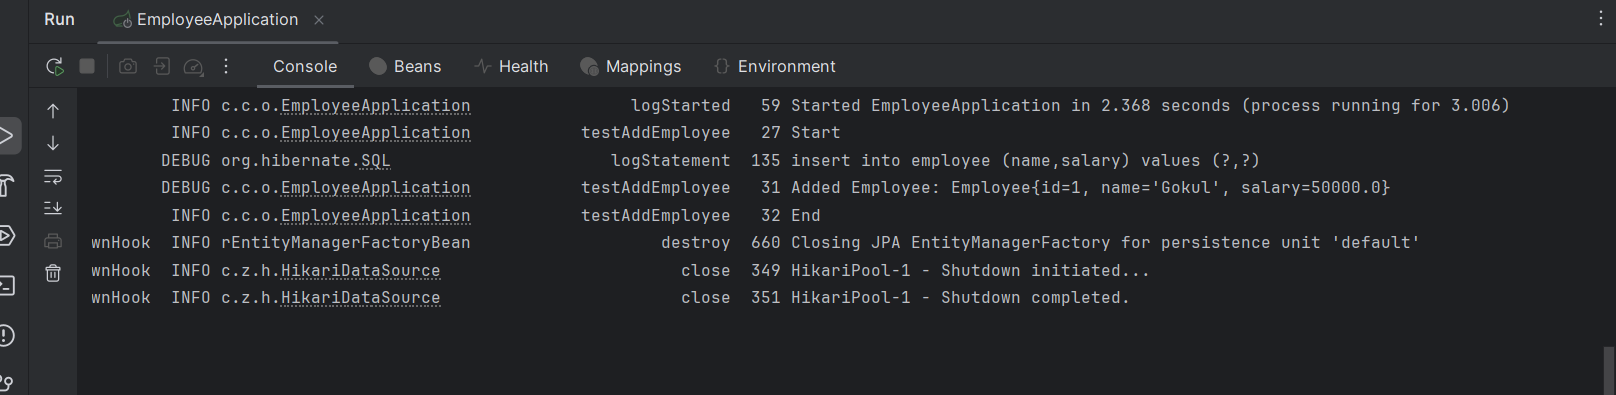 Run EmployeeApplication
Console Beans Health Mappings Environment
INFO c.c.o.EmployeeApplication logStarted 59 Started EmployeeApplication in 2.368 seconds (process running for 3.006)
INFO c.c.o.EmployeeApplication testAddEmployee 27 Start
DEBUG org.hibernate.SQL logStatement 135 insert into employee (name,salary) values (?,?)
DEBUG c.c.o.EmployeeApplication testAddEmployee 31 Added Employee: Employee{id=1, name='Gokul', salary=50000.0}
INFO c.c.o.EmployeeApplication testAddEmployee 32 End
wnHook INFO rEntityManagerFactoryBean destroy 660 Closing JPA EntityManagerFactory for persistence unit 'default'
wnHook INFO c.z.h.HikariDataSource close 349 HikariPool-1 - Shutdown initiated...
wnHook INFO c.z.h.HikariDataSource close 351 HikariPool-1 - Shutdown completed.